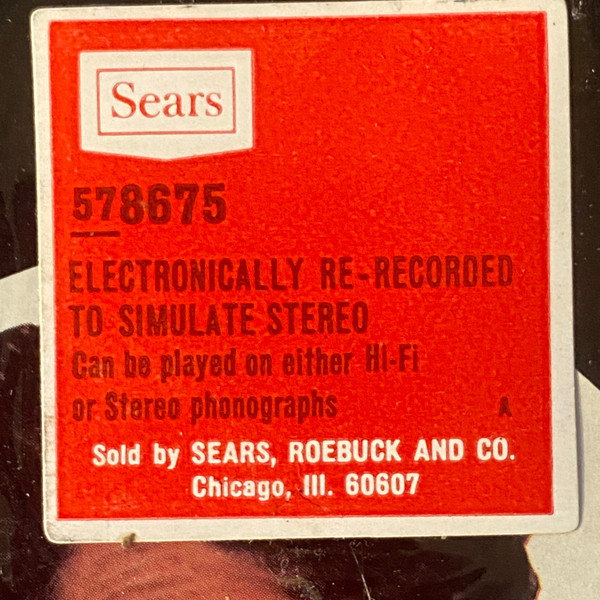 Sears
578675
ELECTRONICALLY RE-RECORDED
TO SIMULATE STEREO
Can be played on either Hi-Fi
or Stereo phonographs A
Sold by SEARS, ROEBUCK AND CO.
Chicago, Ill. 60607